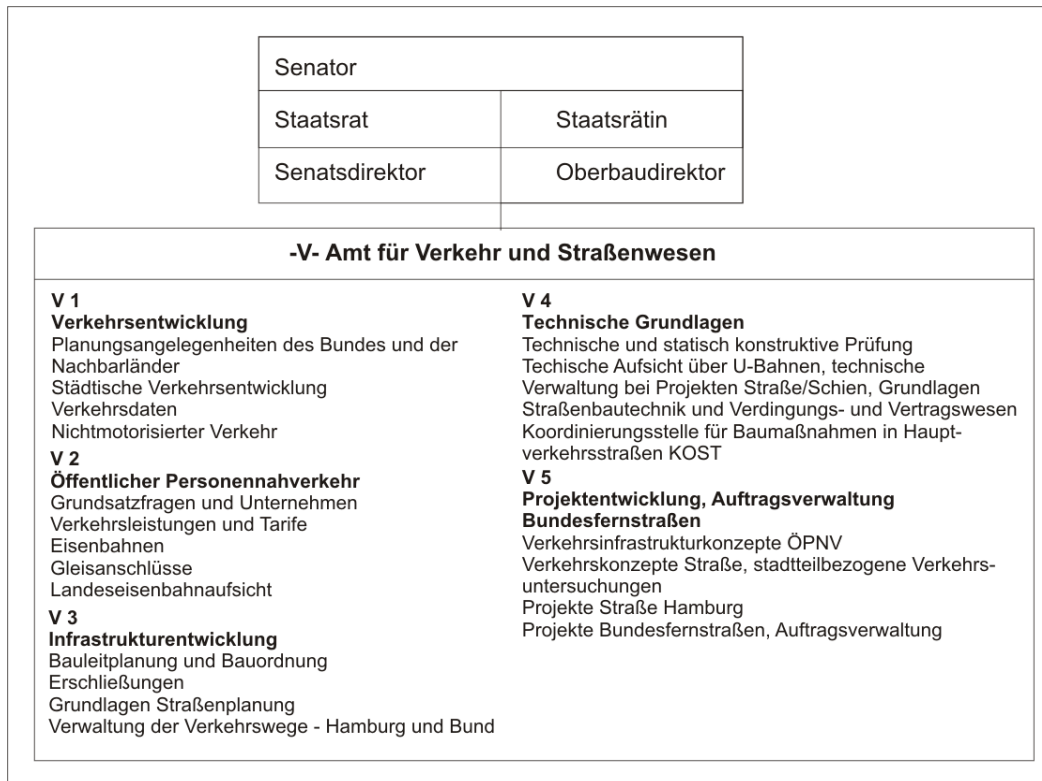 Senator
Staatsrat
Staatsrätin
Senatsdirektor
Oberbaudirektor
-V- Amt für Verkehr und Straßenwesen
V 1
Verkehrsentwicklung
Planungsangelegenheiten des Bundes und der
Nachbarländer
Städtische Verkehrsentwicklung
Verkehrsdaten
Nichtmotorisierter Verkehr
V 2
Öffentlicher Personennahverkehr
Grundsatzfragen und Unternehmen
Verkehrsleistungen und Tarife
Eisenbahnen
Gleisanschlüsse
Landeseisenbahnaufsicht
V 3
Infrastrukturentwicklung
Bauleitplanung und Bauordnung
Erschließungen
Grundlagen Straßenplanung
Verwaltung der Verkehrswege - Hamburg und Bund
V 4
Technische Grundlagen
Technische und statisch konstruktive Prüfung
Techische Aufsicht über U-Bahnen, technische
Verwaltung bei Projekten Straße/Schien, Grundlagen
Straßenbautechnik und Verdingungs- und Vertragswesen
Koordinierungsstelle für Baumaßnahmen in Haupt-
verkehrsstraßen KOST
V 5
Projektentwicklung, Auftragsverwaltung
Bundesfernstraßen
Verkehrsinfrastrukturkonzepte ÖPNV
Verkehrskonzepte Straße, stadtteilbezogene Verkehrs-
untersuchungen
Projekte Straße Hamburg
Projekte Bundesfernstraßen, Auftragsverwaltung